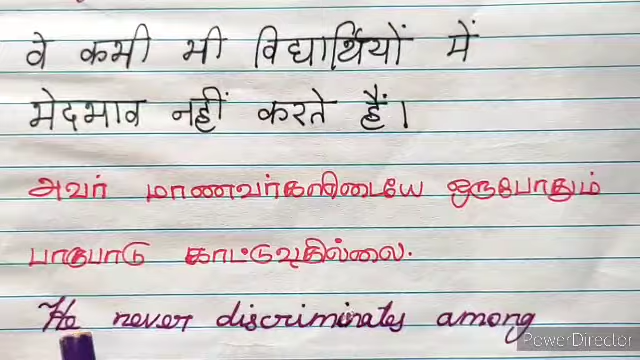 वे कभी भी विद्यार्थियों में
भेदभाव नहीं करते हैं।
அவர் மாணவர்களிடையே ஒருபோதும்
பாகுபாடு காட்டுவதில்லை.
He never discriminates among
PowerDirector